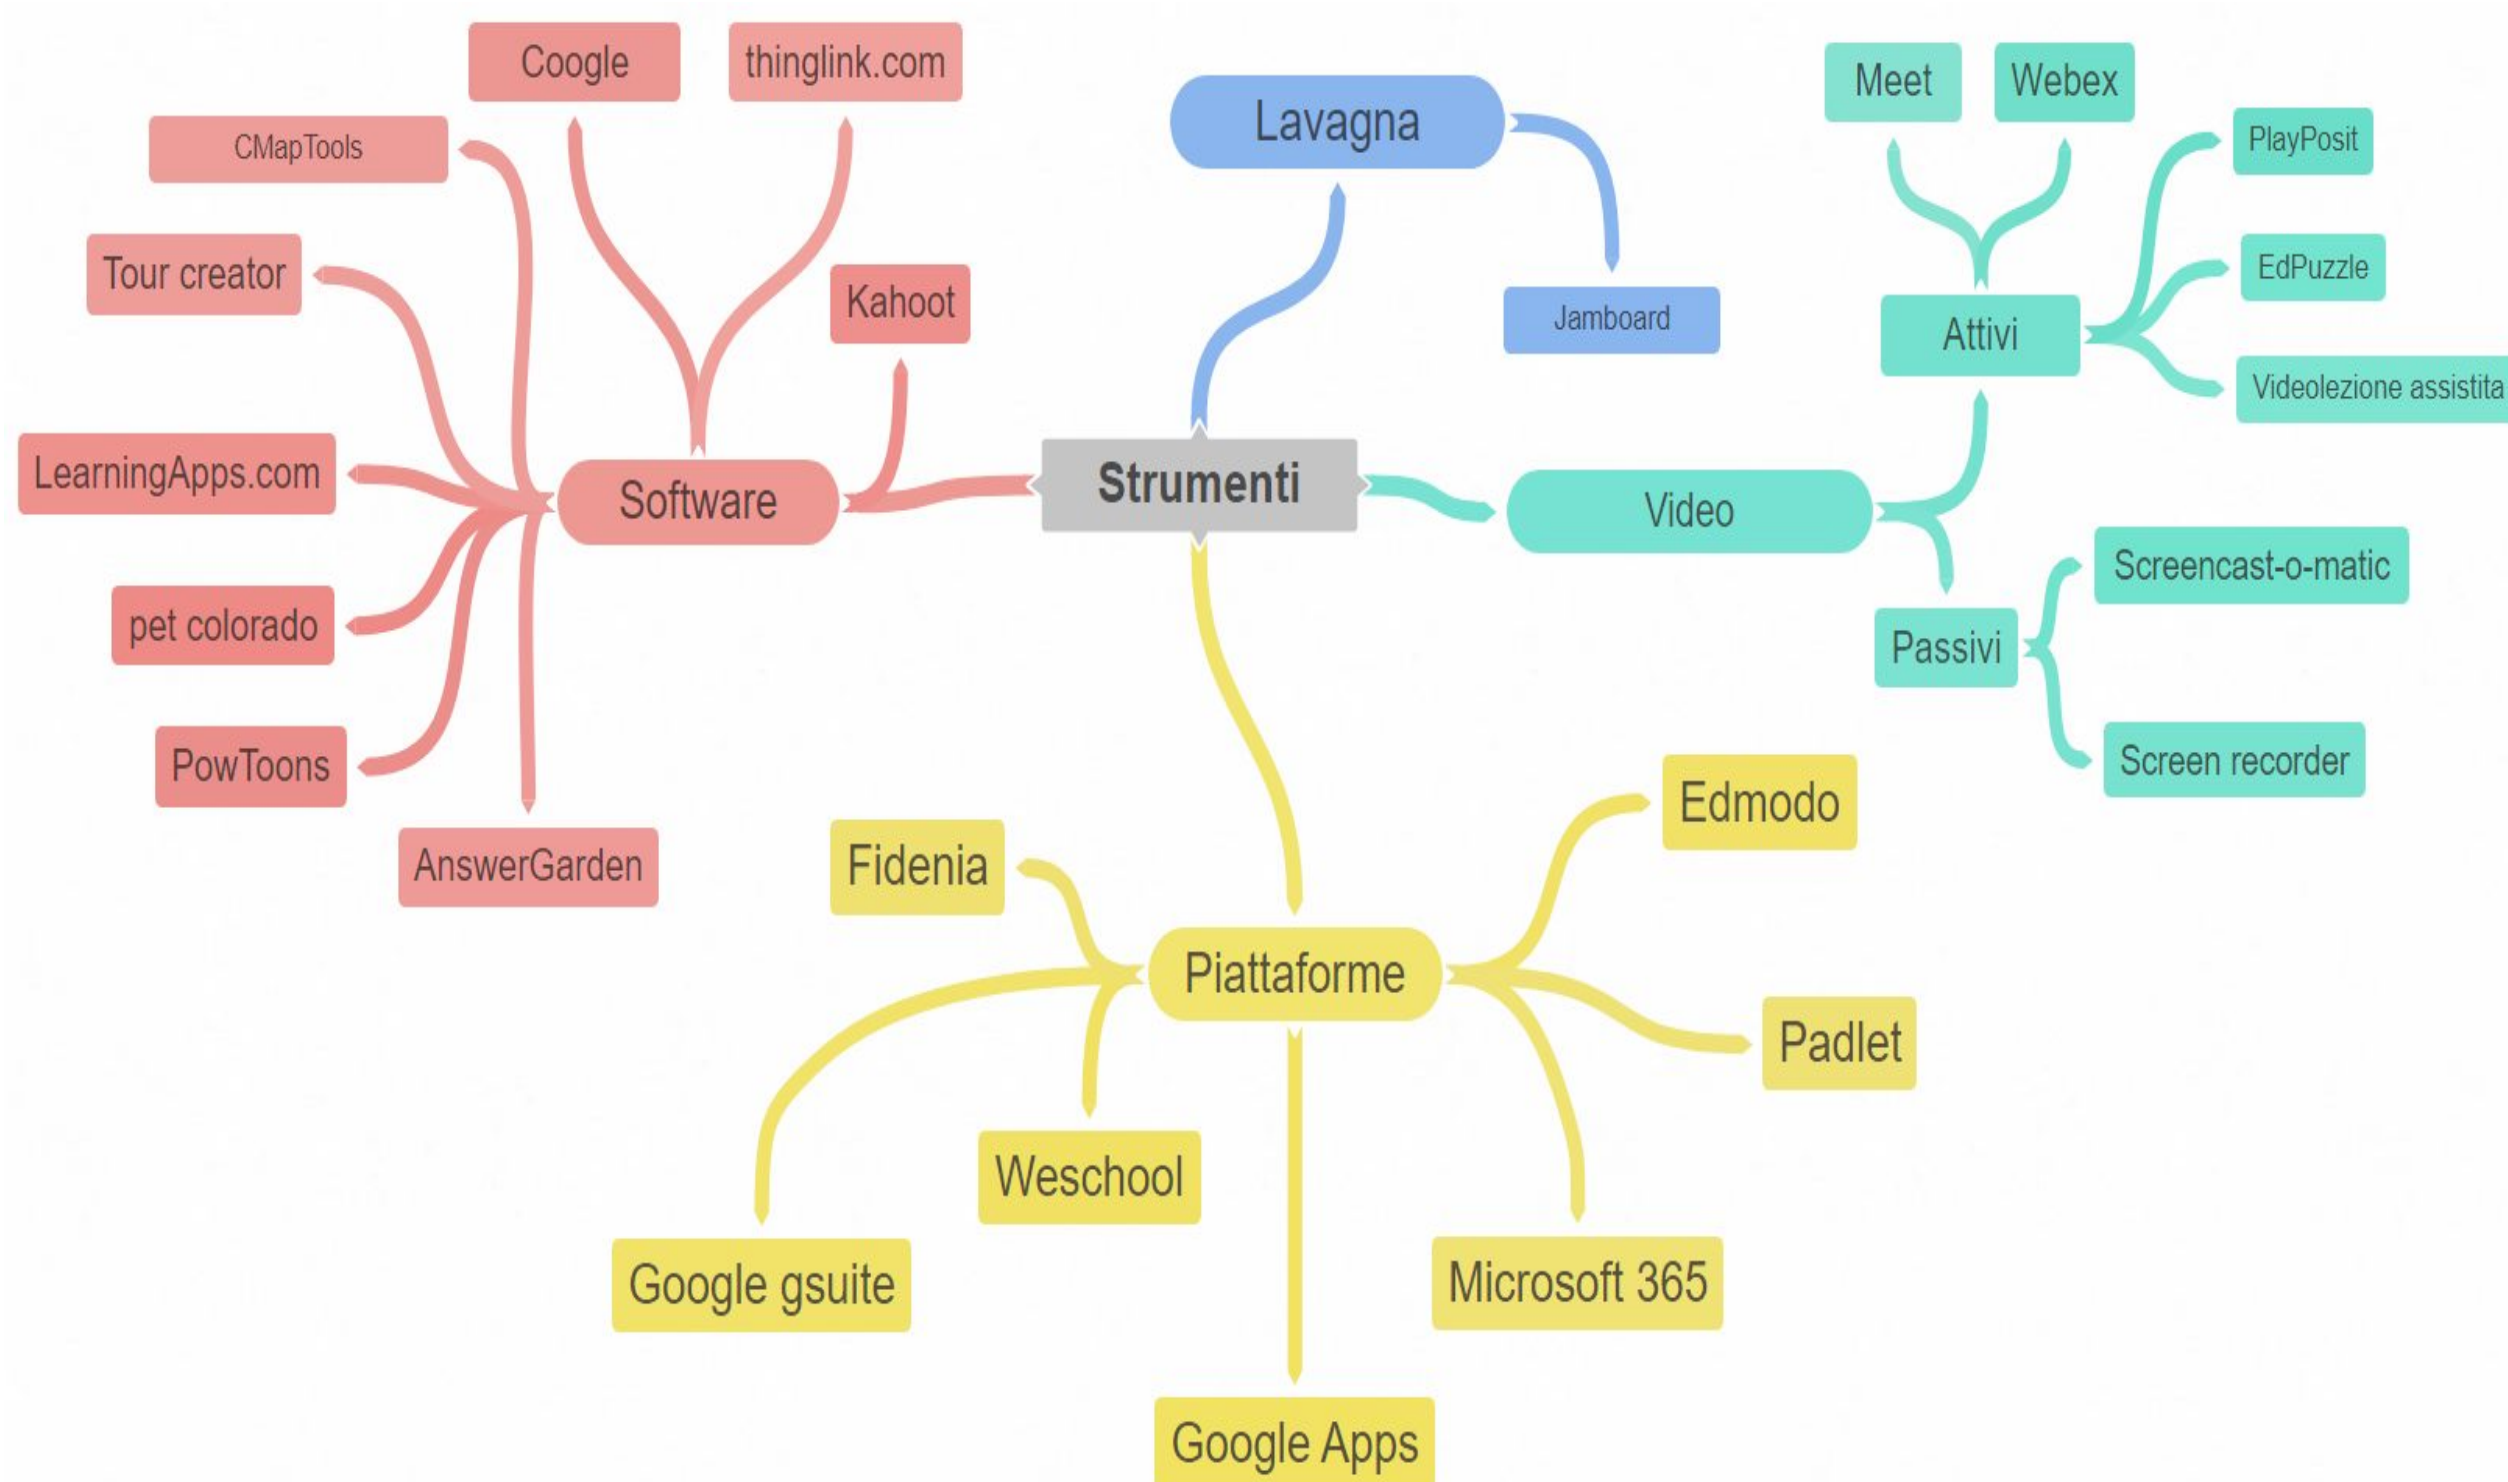 Coogle
thinglink.com
CMapTools
Tour creator
Kahoot
LearningApps.com
Software
pet colorado
PowToons
AnswerGarden
Lavagna
Jamboard
Strumenti
Meet
Webex
PlayPosit
EdPuzzle
Attivi
Videolezione assistita
Video
Screencast-o-matic
Passivi
Screen recorder
Edmodo
Fidenia
Piattaforme
Padlet
Weschool
Google gsuite
Microsoft 365
Google Apps